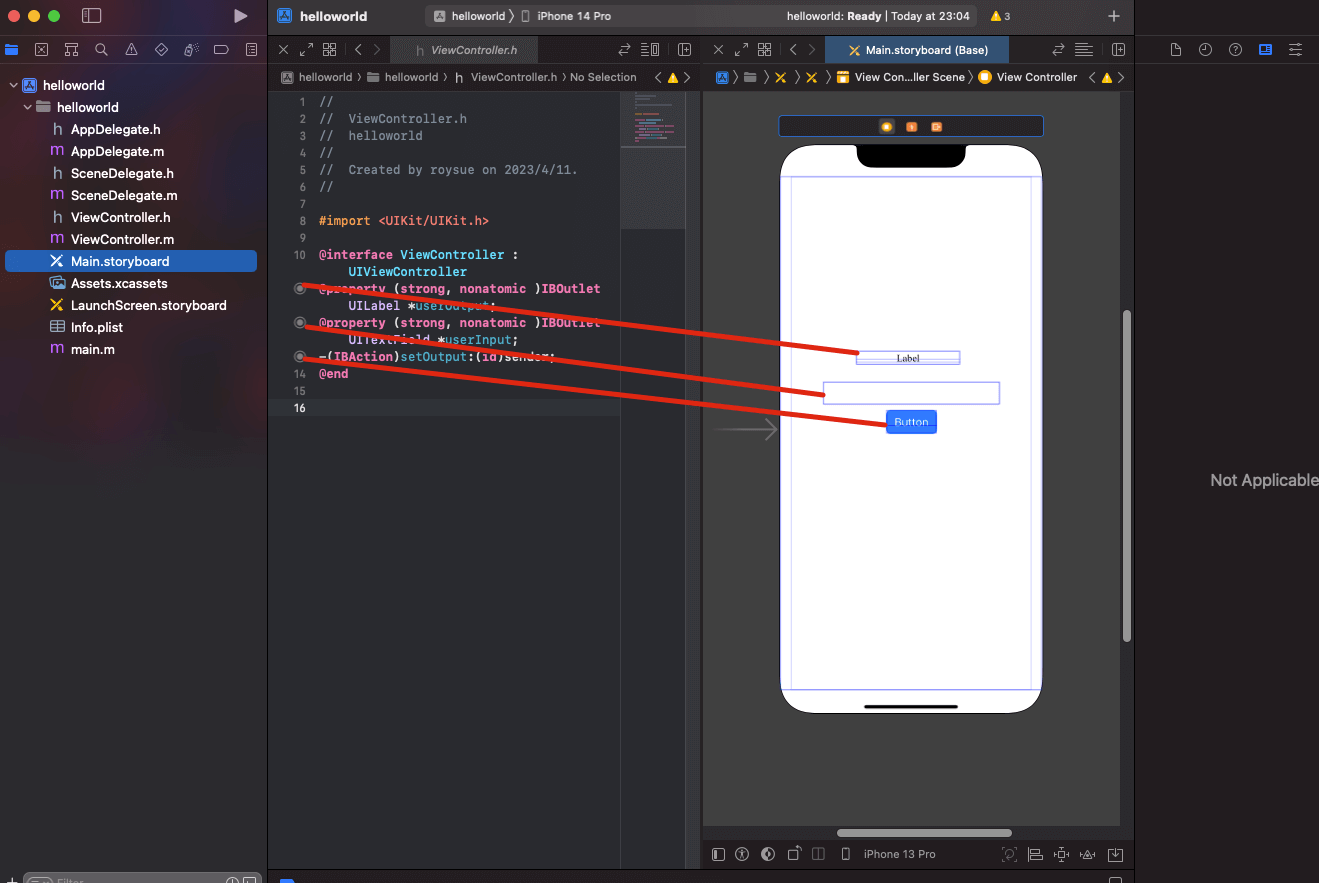 helloworld
helloworld
iPhone 14 Pro
helloworld: Ready | Today at 23:04
3
ViewController.h
Main.storyboard (Base)
helloworld
helloworld
h ViewController.h
No Selection
View Con...ller Scene
View Controller
helloworld
helloworld
h AppDelegate.h
m AppDelegate.m
h SceneDelegate.h
m SceneDelegate.m
h ViewController.h
m ViewController.m
Main.storyboard
Assets.xcassets
LaunchScreen.storyboard
Info.plist
m main.m
Filter
1 //
2 //  ViewController.h
3 //  helloworld
4 //
5 //  Created by roysue on 2023/4/11.
6 //
7
8 #import <UIKit/UIKit.h>
9
10 @interface ViewController :
UIViewController
@property (strong, nonatomic )IBOutlet
UILabel *userOutput;
@property (strong, nonatomic )IBOutlet
UITextField *userInput;
-(IBAction)setOutput:(id)sender;
14 @end
15
16
Label
Button
Not Applicable
iPhone 13 Pro